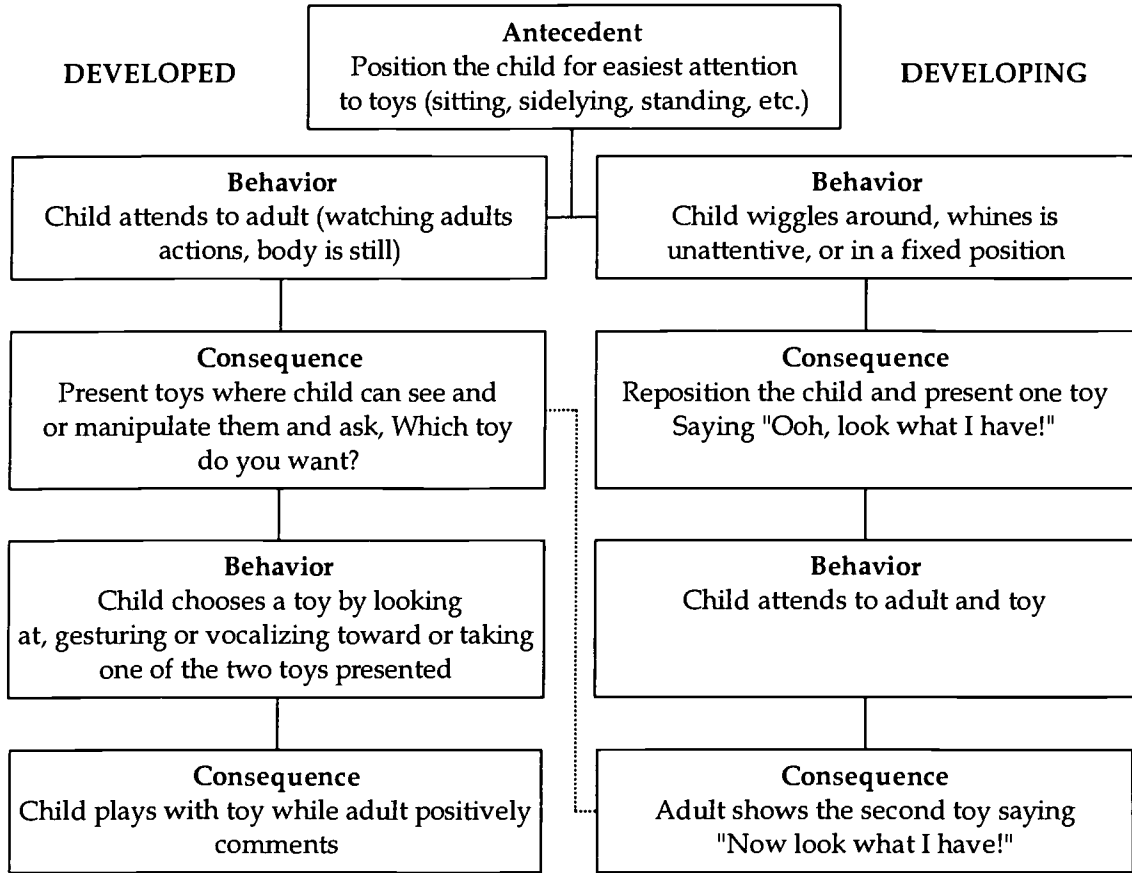 DEVELOPED
Antecedent
Position the child for easiest attention
to toys (sitting, sidelying, standing, etc.)
DEVELOPING
Behavior
Child attends to adult (watching adults
actions, body is still)
Behavior
Child wiggles around, whines is
unattentive, or in a fixed position
Consequence
Present toys where child can see and
or manipulate them and ask, Which toy
do you want?
Consequence
Reposition the child and present one toy
Saying "Ooh, look what I have!"
Behavior
Child chooses a toy by looking
at, gesturing or vocalizing toward or taking
one of the two toys presented
Behavior
Child attends to adult and toy
Consequence
Child plays with toy while adult positively
comments
Consequence
Adult shows the second toy saying
"Now look what I have!"